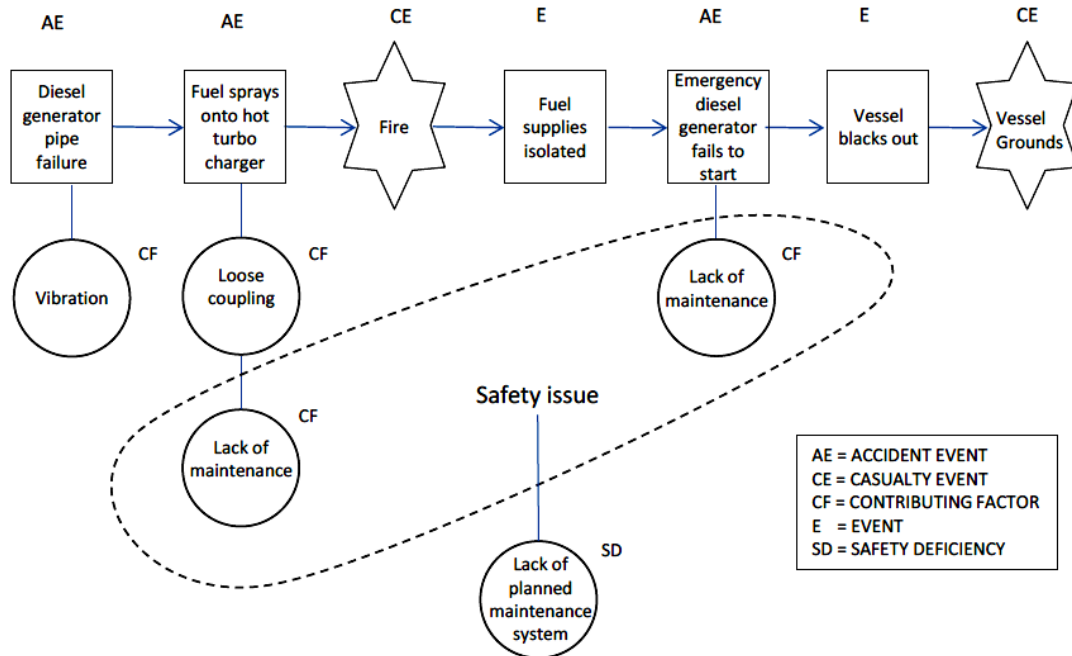 AE
AE
CE
E
AE
E
CE
Diesel
generator
pipe
failure
Fuel sprays
onto hot
turbo
charger
Fire
Fuel
supplies
isolated
Emergency
diesel
generator
fails to
start
Vessel
blacks out
Vessel
Grounds
Vibration
CF
Loose
coupling
CF
Lack of
maintenance
CF
Lack of
maintenance
CF
Safety issue
Lack of
planned
maintenance
system
SD
AE = ACCIDENT EVENT
CE = CASUALTY EVENT
CF = CONTRIBUTING FACTOR
E = EVENT
SD = SAFETY DEFICIENCY